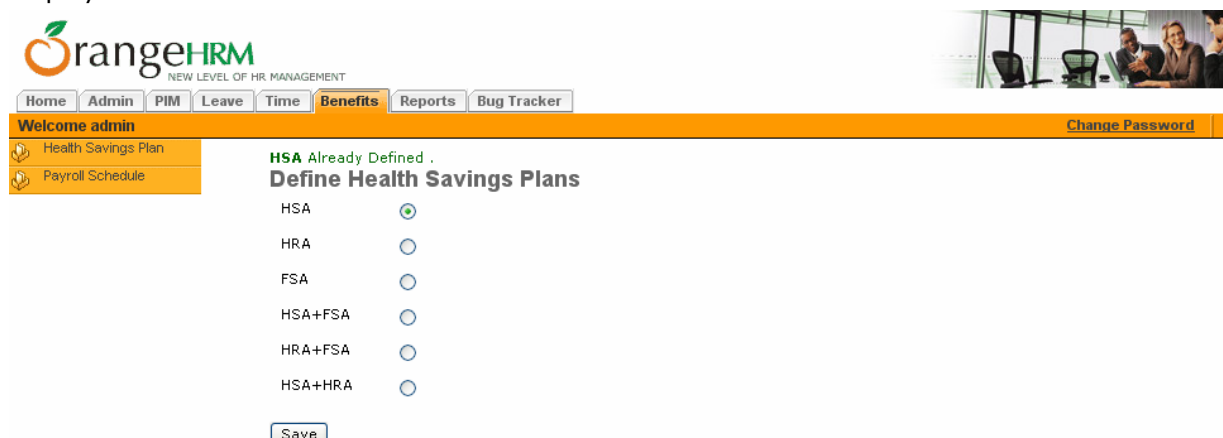 OrangeHRM
NEW LEVEL OF HR MANAGEMENT
Home Admin PIM Leave Time Benefits Reports Bug Tracker
Welcome admin Change Password
Health Savings Plan
Payroll Schedule
HSA Already Defined .
Define Health Savings Plans
HSA
HRA
FSA
HSA+FSA
HRA+FSA
HSA+HRA
Save